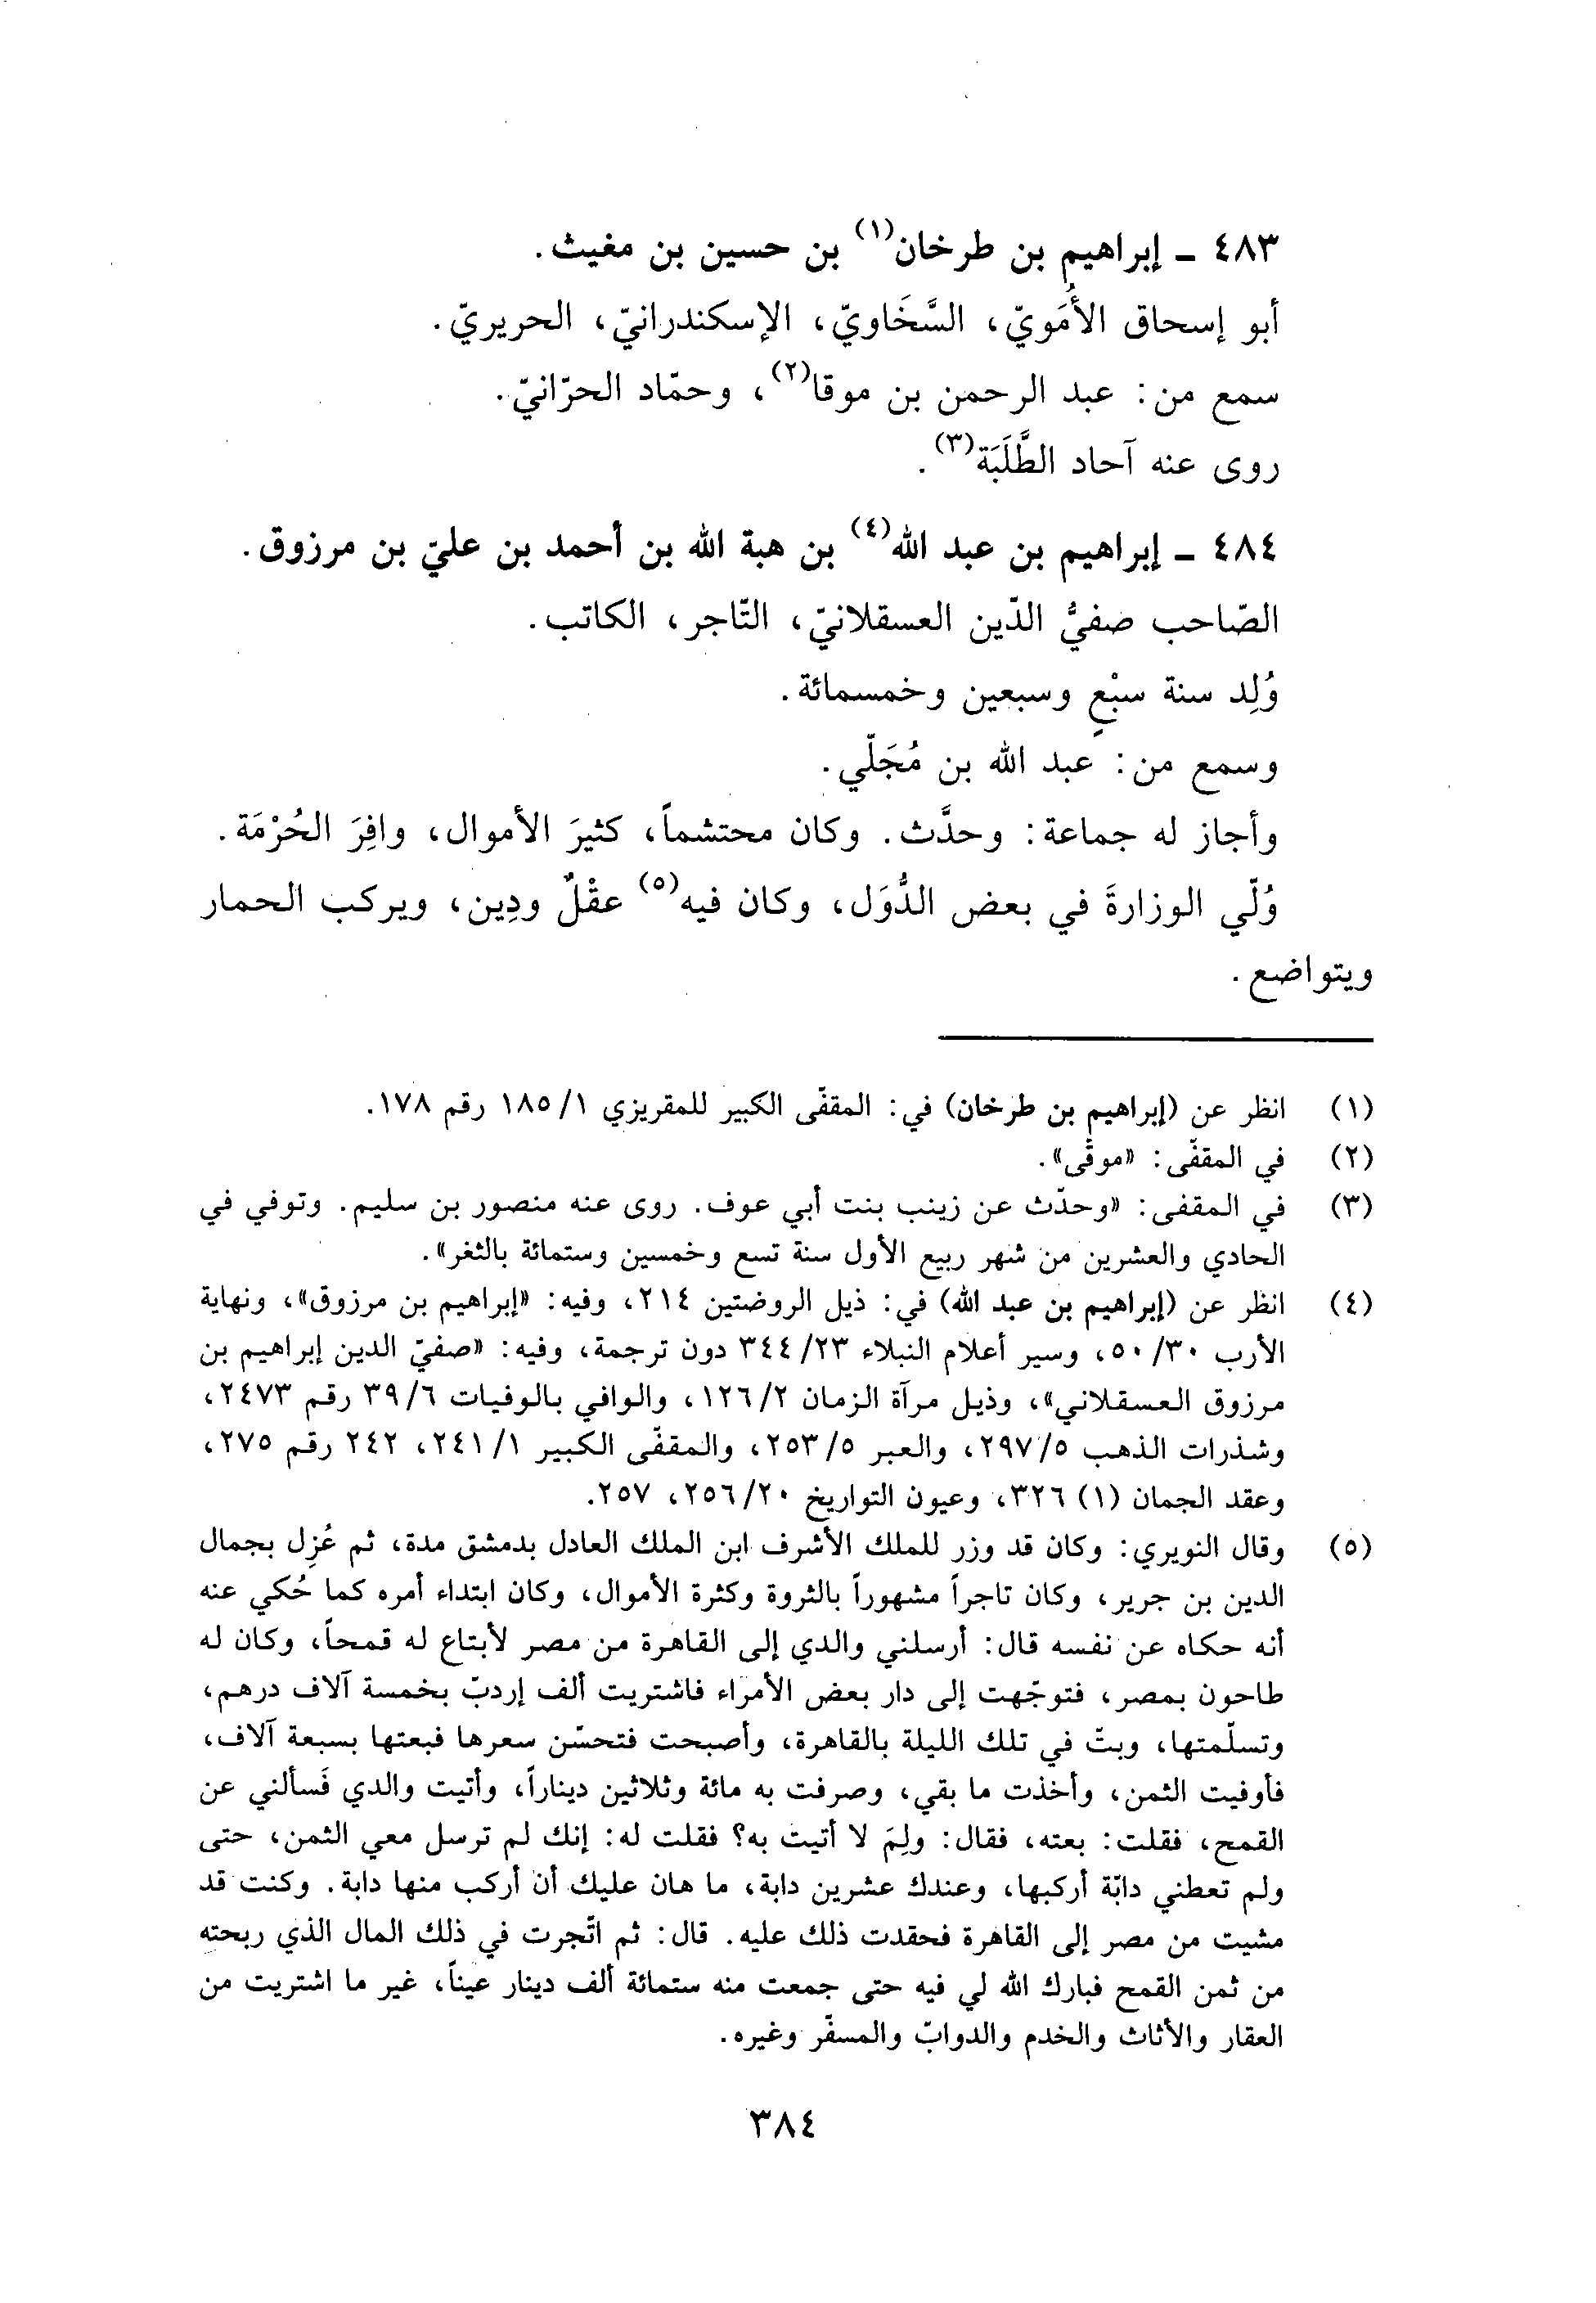 ٤٨٣ ـ إبراهيم بن طرخان(١) بن حسين بن مغيث.
أبو إسحاق الأُمَويّ، السَّخَاويّ، الإسكندرانيّ، الحريريّ.
سمع من: عبد الرحمن بن موقا(٢)، وحمّاد الحرّانيّ.
روى عنه آحاد الطَّلَبَة(٣).
٤٨٤ ـ إبراهيم بن عبد الله(٤) بن هبة الله بن أحمد بن عليّ بن مرزوق.
الصّاحب صفيُّ الدّين العسقلانيّ، التّاجر، الكاتب.
وُلِد سنة سبْعٍ وسبعين وخمسمائة.
وسمع من: عبد الله بن مُجَلّي.
وأجاز له جماعة: وحدَّث. وكان محتشماً، كثيرَ الأموال، وافِرَ الحُرْمَة.
وُلّي الوزارةَ في بعض الدُّوَل، وكان فيه(٥) عقْلٌ ودِين، ويركب الحمار
ويتواضع.
(١) انظر عن (إبراهيم بن طرخان) في: المقفّى الكبير للمقريزي ١/ ١٨٥ رقم ١٧٨.
(٢) في المقفّى: «موقّى».
(٣) في المقفى: «وحدّث عن زينب بنت أبي عوف. روى عنه منصور بن سليم. وتوفي في
الحادي والعشرين من شهر ربيع الأول سنة تسع وخمسين وستمائة بالثغر».
(٤) انظر عن (إبراهيم بن عبد الله) في: ذيل الروضتين ٢١٤، وفيه: «إبراهيم بن مرزوق»، ونهاية
الأرب ٣٠/ ٥٠، وسير أعلام النبلاء ٢٣/ ٣٤٤ دون ترجمة، وفيه: «صفيّ الدين إبراهيم بن
مرزوق العسقلاني»، وذيل مرآة الزمان ٢/ ١٢٦، والوافي بالوفيات ٦/ ٣٩ رقم ٢٤٧٣،
وشذرات الذهب ٥/ ٢٩٧، والعبر ٥/ ٢٥٣، والمقفّى الكبير ١/ ٢٤١، ٢٤٢ رقم ٢٧٥،
وعقد الجمان (١) ٣٢٦، وعيون التواريخ ٢٠/ ٢٥٦، ٢٥٧.
(٥) وقال النويري: وكان قد وزر للملك الأشرف ابن الملك العادل بدمشق مدة، ثم عُزِل بجمال
الدين بن جرير، وكان تاجراً مشهوراً بالثروة وكثرة الأموال، وكان ابتداء أمره كما حُكي عنه
أنه حكاه عن نفسه قال: أرسلني والدي إلى القاهرة من مصر لأبتاع له قمحاً، وكان له
طاحون بمصر، فتوجّهت إلى دار بعض الأمراء فاشتريت ألف إردبّ بخمسة آلاف درهم،
وتسلّمتها، وبتّ في تلك الليلة بالقاهرة، وأصبحت فتحسّن سعرها فبعتها بسبعة آلاف،
فأوفيت الثمن، وأخذت ما بقي، وصرفت به مائة وثلاثين ديناراً، وأتيت والدي فَسألني عن
القمح، فقلت: بعته، فقال: ولِمَ لا أتيت به؟ فقلت له: إنك لم ترسل معي الثمن، حتى
ولم تعطني دابّة أركبها، وعندك عشرين دابة، ما هان عليك أن أركب منها دابة. وكنت قد
مشيت من مصر إلى القاهرة فحقدت ذلك عليه. قال: ثم اتّجرت في ذلك المال الذي ربحته
من ثمن القمح فبارك الله لي فيه حتى جمعت منه ستمائة ألف دينار عيناً، غير ما اشتريت من
العقار والأثاث والخدم والدوابّ والمسفّر وغيره.
٣٨٤